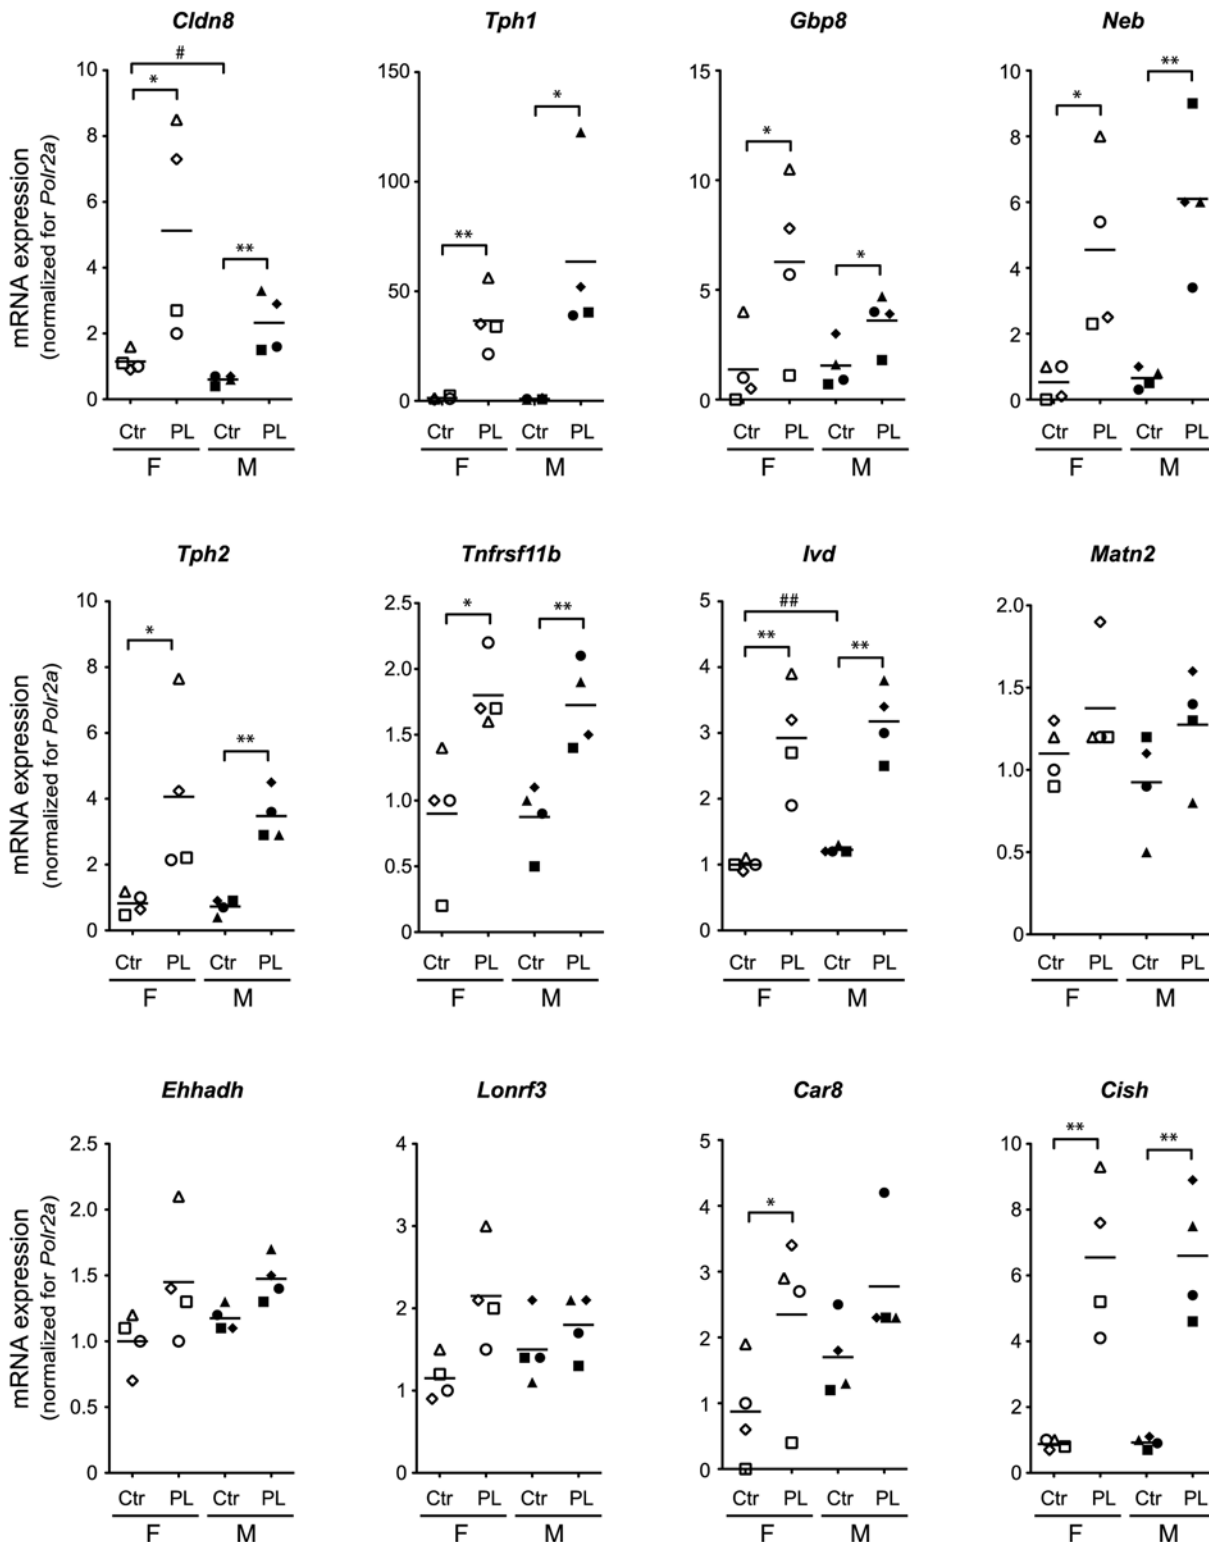 Cldn8 Tph1 Gbp8 Neb
mRNA expression
(normalized for Polr2a)
10
8
6
4
2
0
#
*
**
Ctr PL Ctr PL
F M
150
100
50
0
**
*
Ctr PL Ctr PL
F M
15
10
5
0
*
*
Ctr PL Ctr PL
F M
10
8
6
4
2
0
*
**
Ctr PL Ctr PL
F M
Tph2 Tnfrsf11b Ivd Matn2
mRNA expression
(normalized for Polr2a)
10
8
6
4
2
0
*
**
Ctr PL Ctr PL
F M
2.5
2.0
1.5
1.0
0.5
0
*
**
Ctr PL Ctr PL
F M
5
4
3
2
1
0
##
**
**
Ctr PL Ctr PL
F M
2.0
1.5
1.0
0.5
0
Ctr PL Ctr PL
F M
Ehhadh Lonrf3 Car8 Cish
mRNA expression
(normalized for Polr2a)
2.5
2.0
1.5
1.0
0.5
0
Ctr PL Ctr PL
F M
4
3
2
1
0
Ctr PL Ctr PL
F M
5
4
3
2
1
0
*
Ctr PL Ctr PL
F M
10
8
6
4
2
0
**
**
Ctr PL Ctr PL
F M